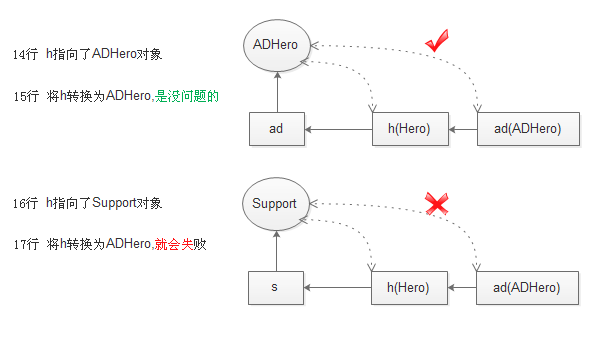 ADHero
14行 h指向了ADHero对象
15行 将h转换为ADHero,是没问题的
ad
h(Hero)
ad(ADHero)
16行 h指向了Support对象
Support
17行 将h转换为ADHero,就会失败
s
h(Hero)
ad(ADHero)